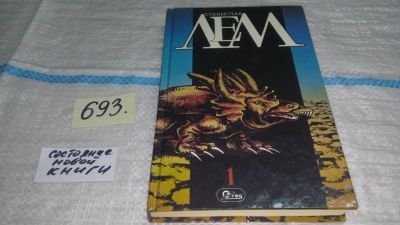 СТАНИСЛАВ
ЛЕМ
693.
состояние
новой
книги
1